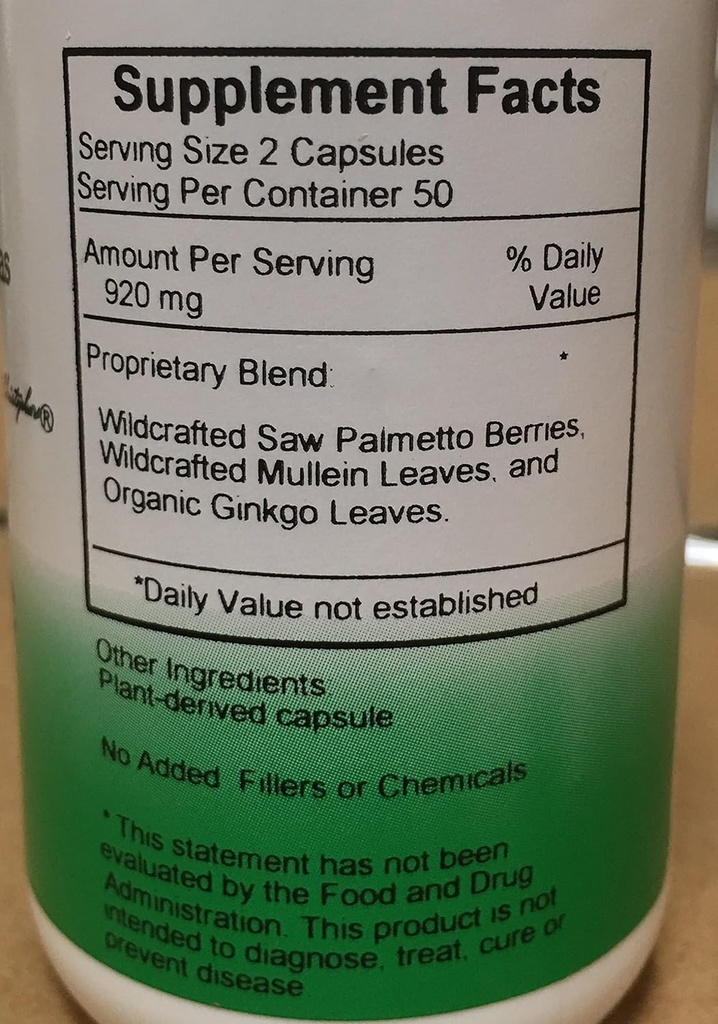 Supplement Facts
Serving Size 2 Capsules
Serving Per Container 50
Amount Per Serving % Daily
920 mg Value
Proprietary Blend: *
Wildcrafted Saw Palmetto Berries,
Wildcrafted Mullein Leaves, and
Organic Ginkgo Leaves.
*Daily Value not established
Other Ingredients
Plant-derived capsule
No Added Fillers or Chemicals
*This statement has not been
evaluated by the Food and Drug
Administration. This product is not
intended to diagnose, treat, cure or
prevent disease